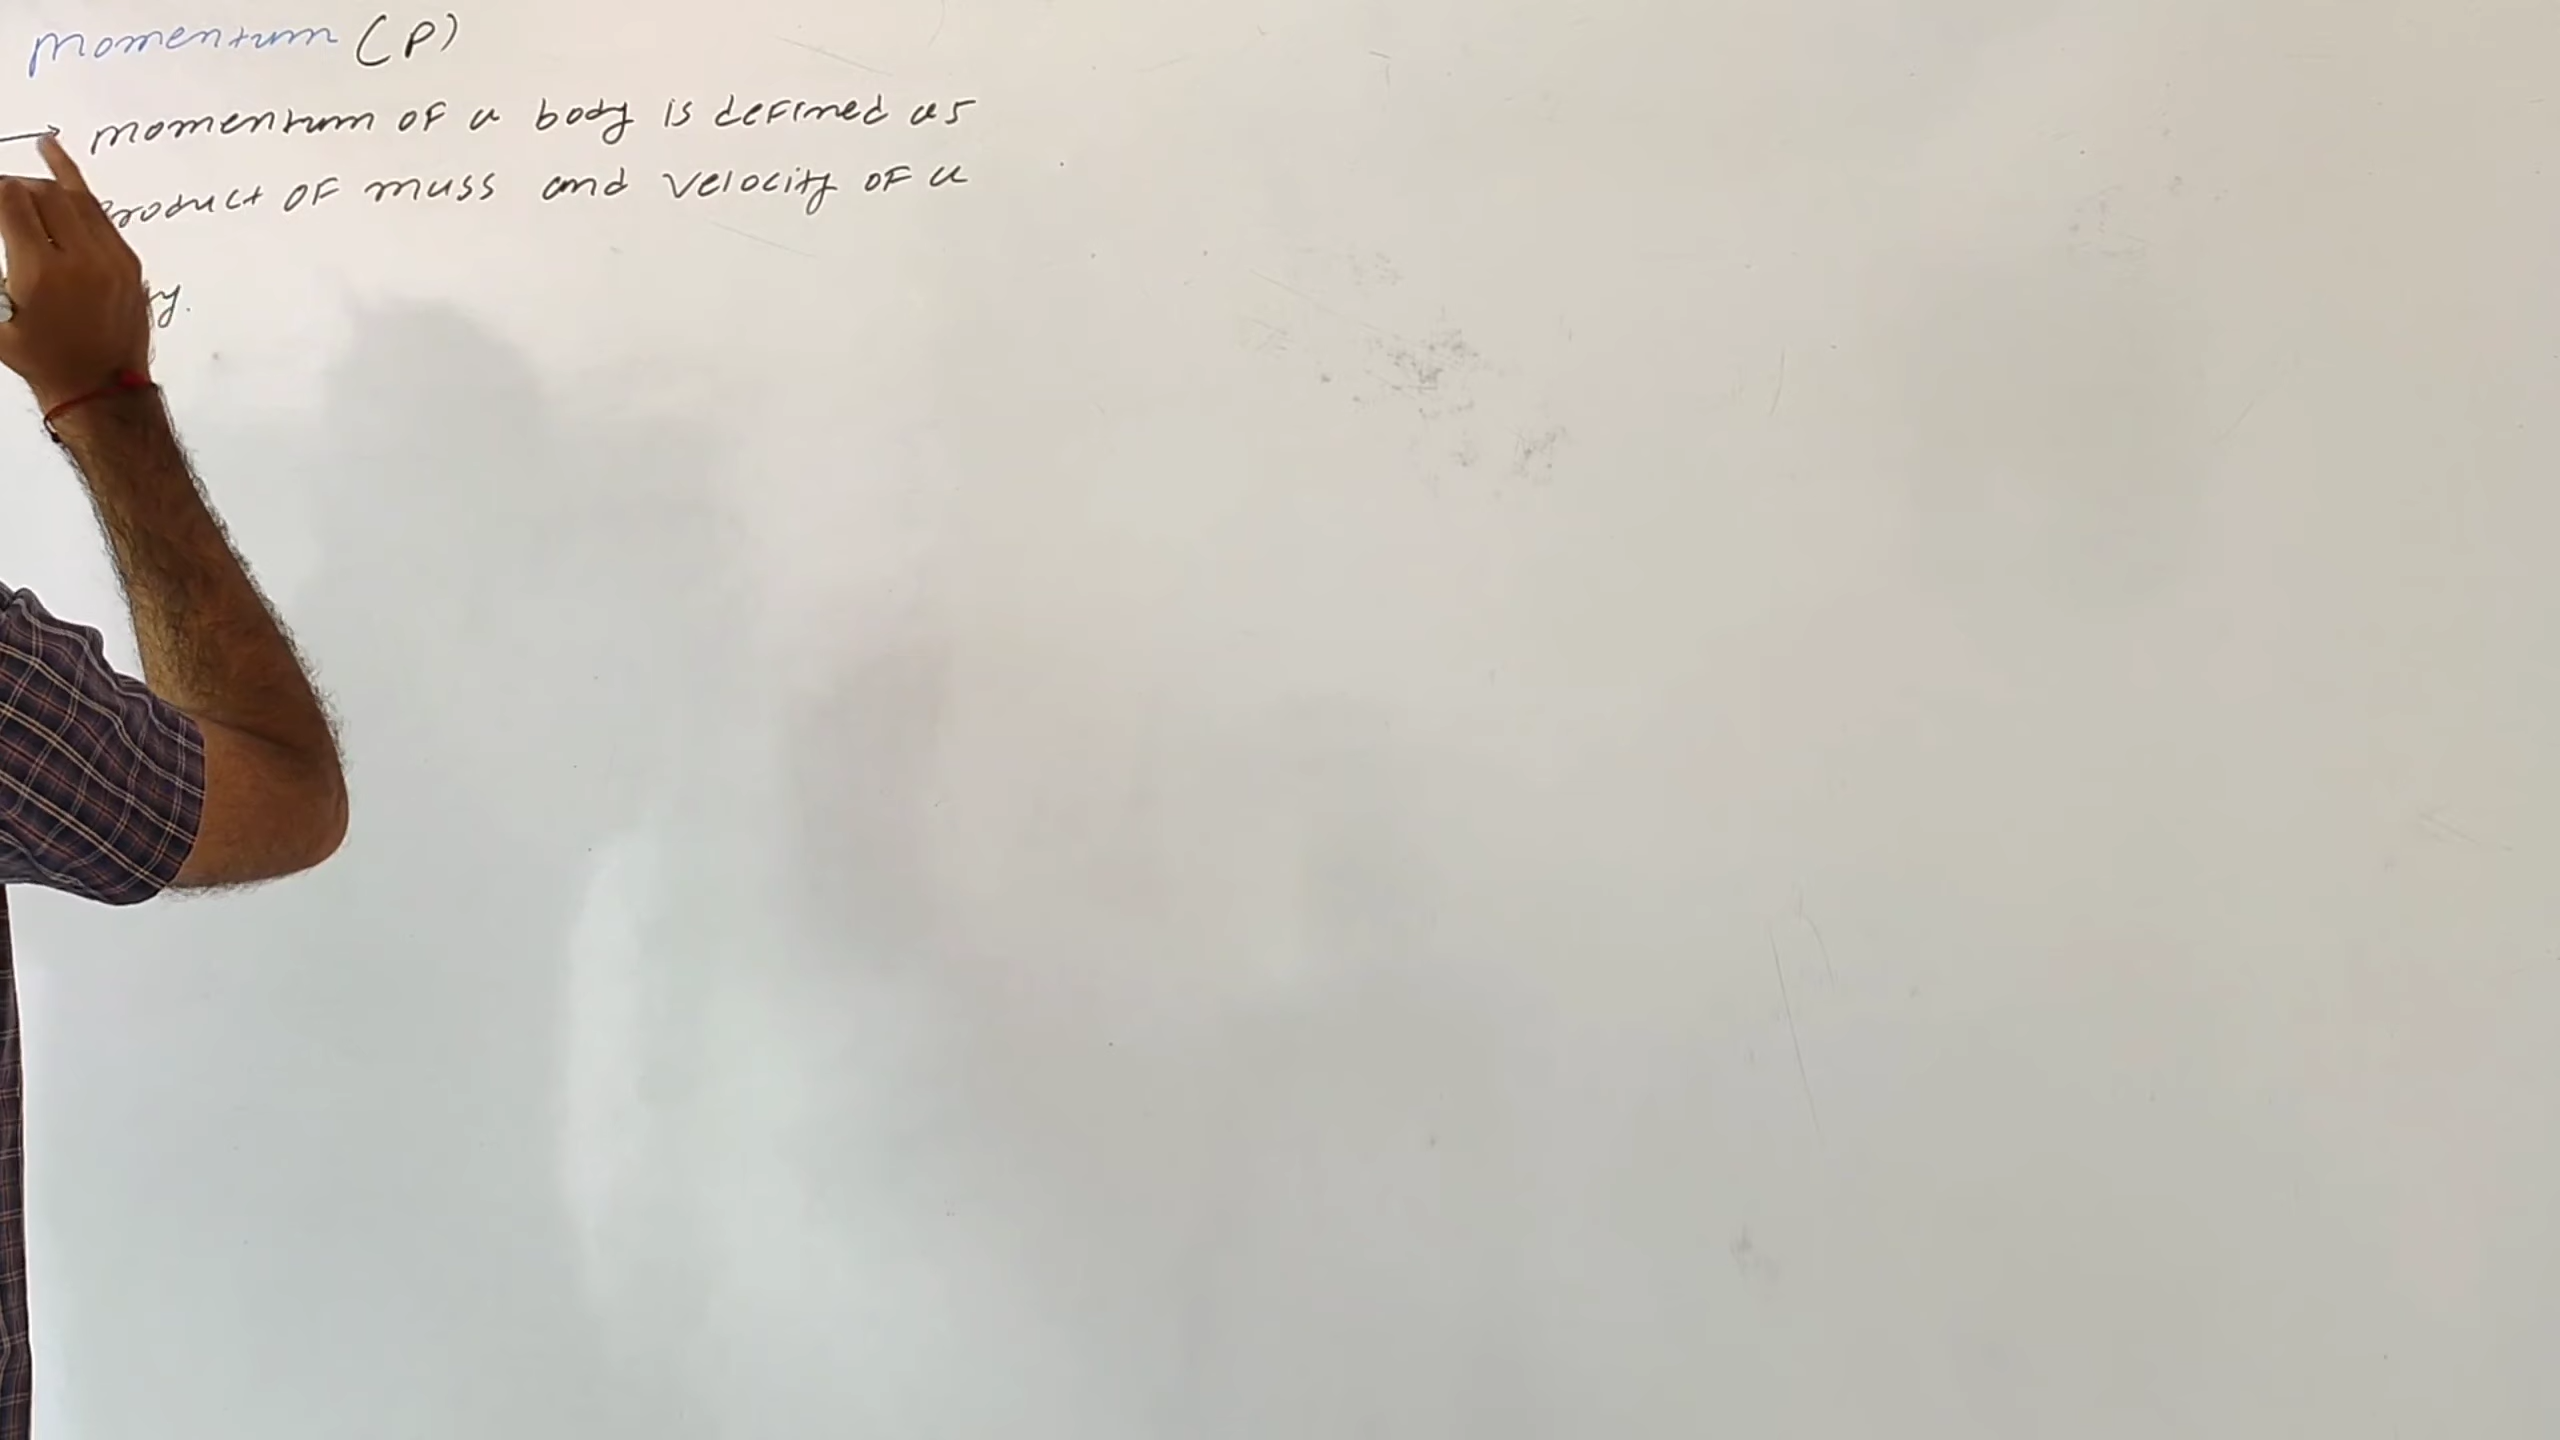 momentum (P)
→ momentum of a body is defined as
product of mass and velocity of a